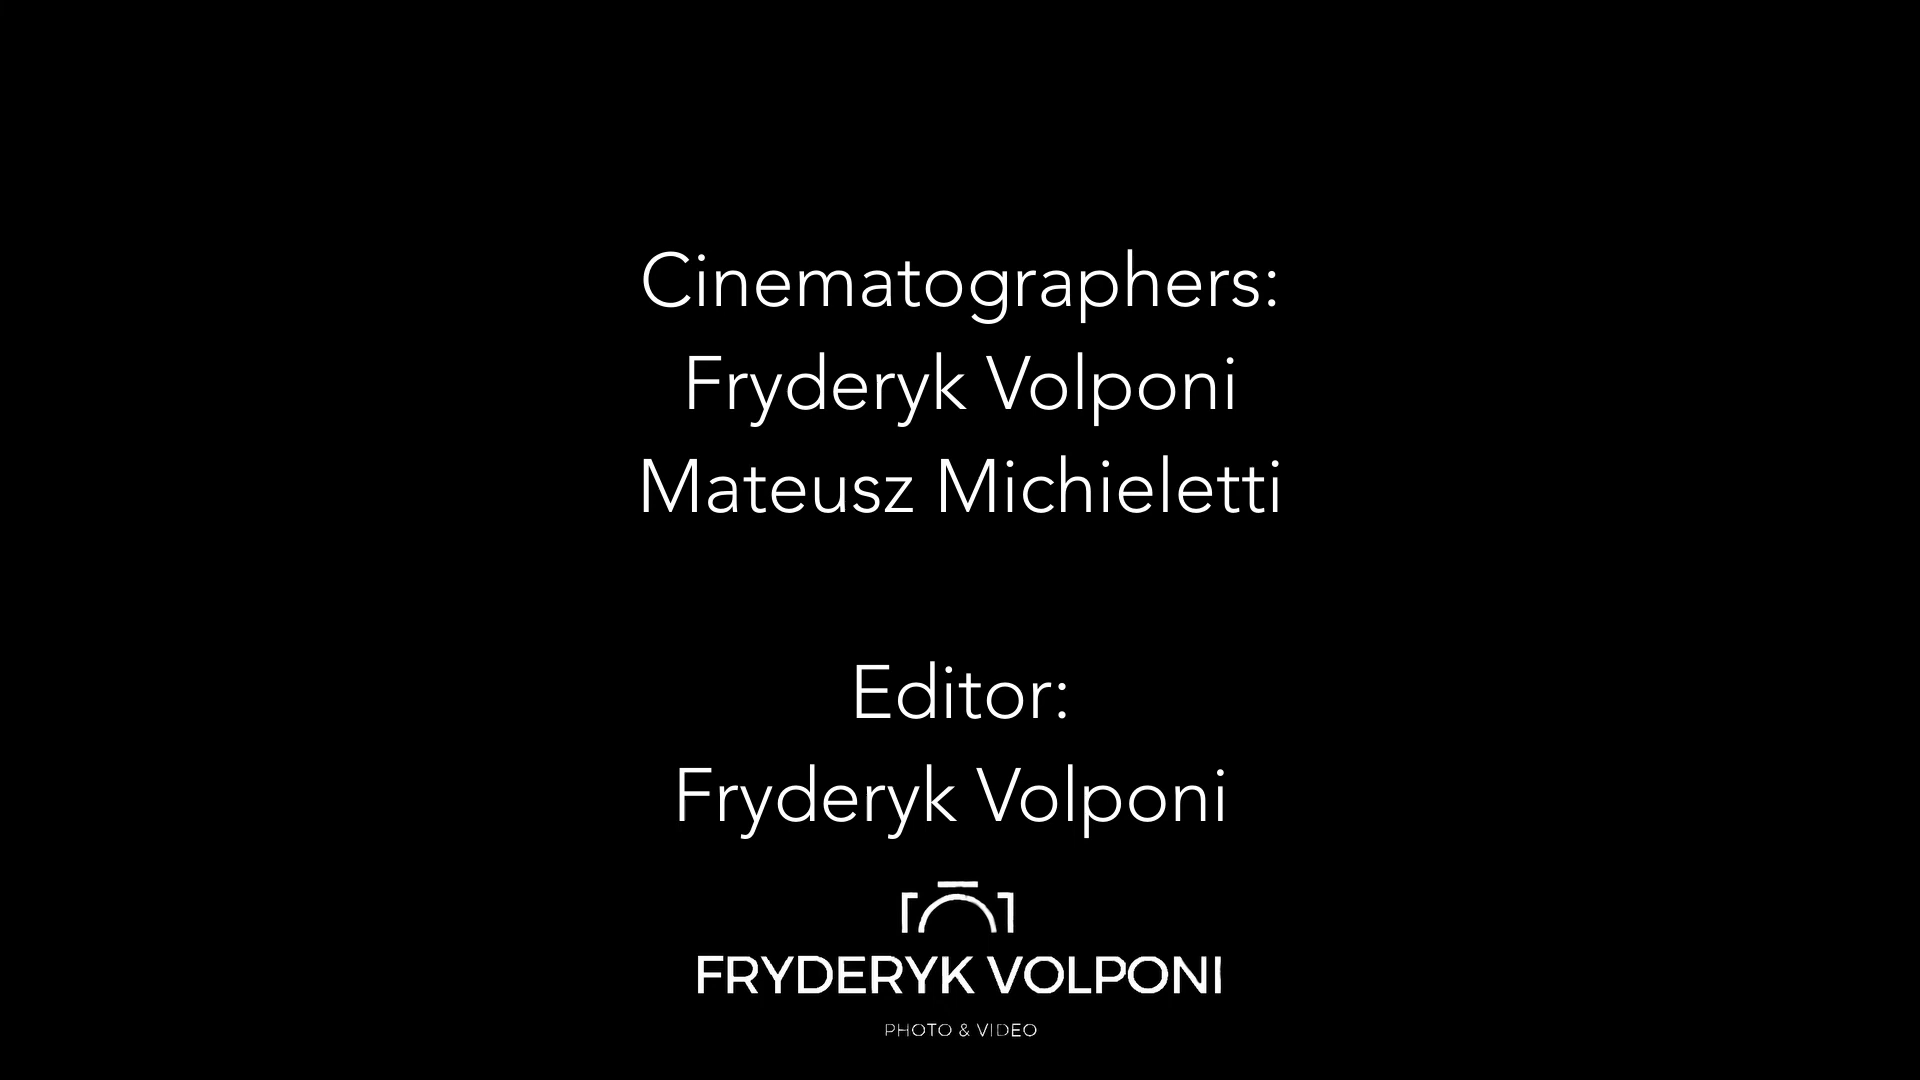 Cinematographers:
Fryderyk Volponi
Mateusz Michieletti
Editor:
Fryderyk Volponi
FRYDERYK VOLPONI
PHOTO & VIDEO